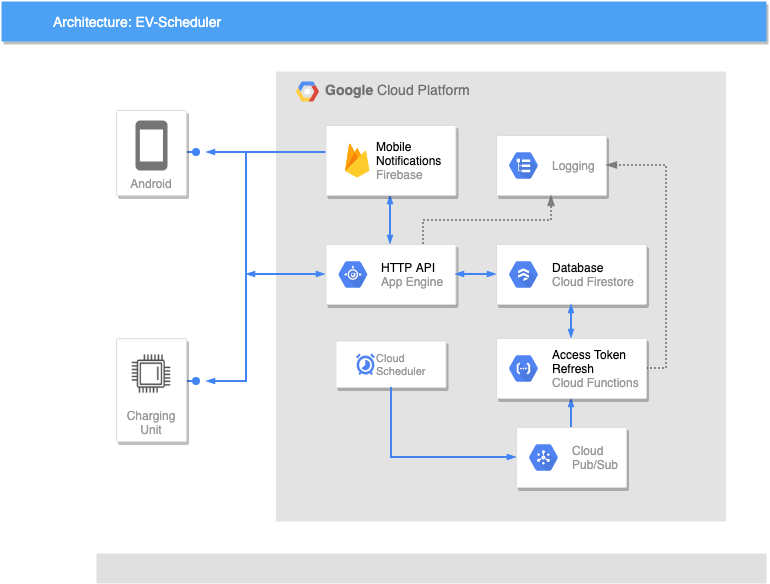 Architecture: EV-Scheduler
Google Cloud Platform
Android
Mobile
Notifications
Firebase
Logging
HTTP API
App Engine
Database
Cloud Firestore
Cloud
Scheduler
Access Token
Refresh
Cloud Functions
Charging
Unit
Cloud
Pub/Sub